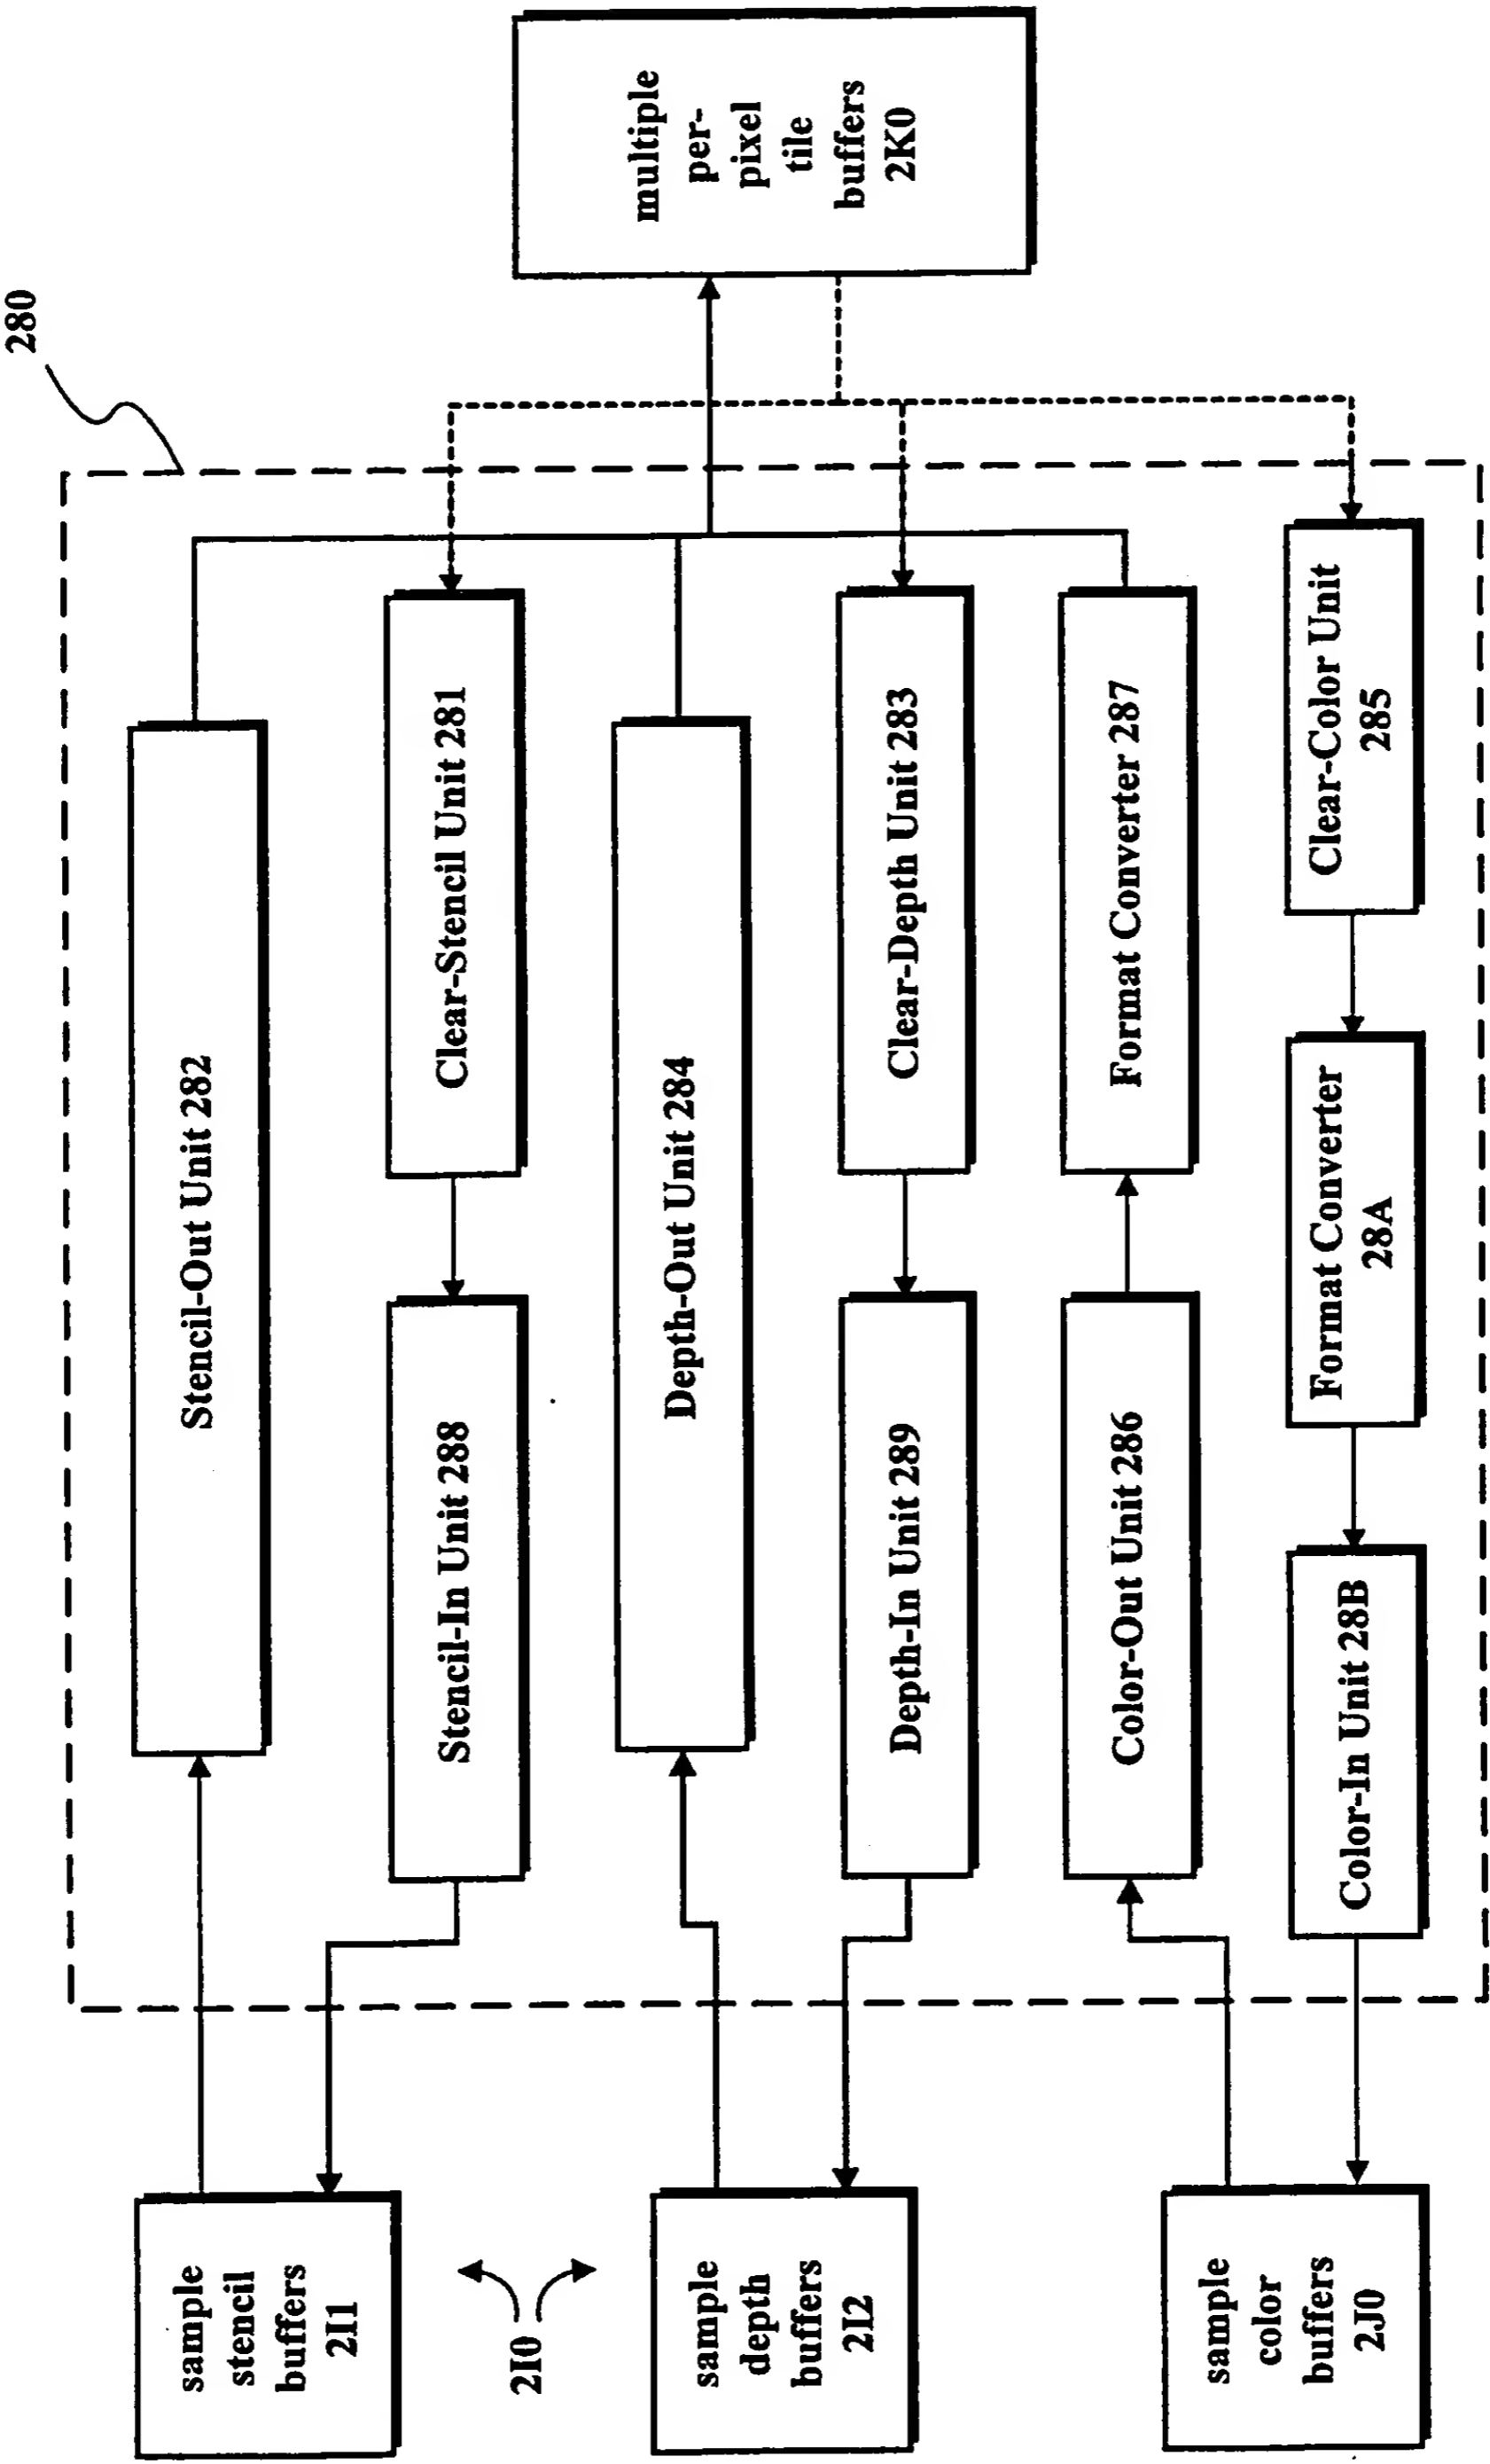 280
sample
stencil
buffers
2I1
2I0
sample
depth
buffers
2I2
sample
color
buffers
2J0
Stencil-Out Unit 282
Stencil-In Unit 288
Clear-Stencil Unit 281
Depth-Out Unit 284
Depth-In Unit 289
Clear-Depth Unit 283
Color-Out Unit 286
Format Converter 287
Color-In Unit 28B
Format Converter
28A
Clear-Color Unit
285
multiple
per-
pixel
tile
buffers
2K0